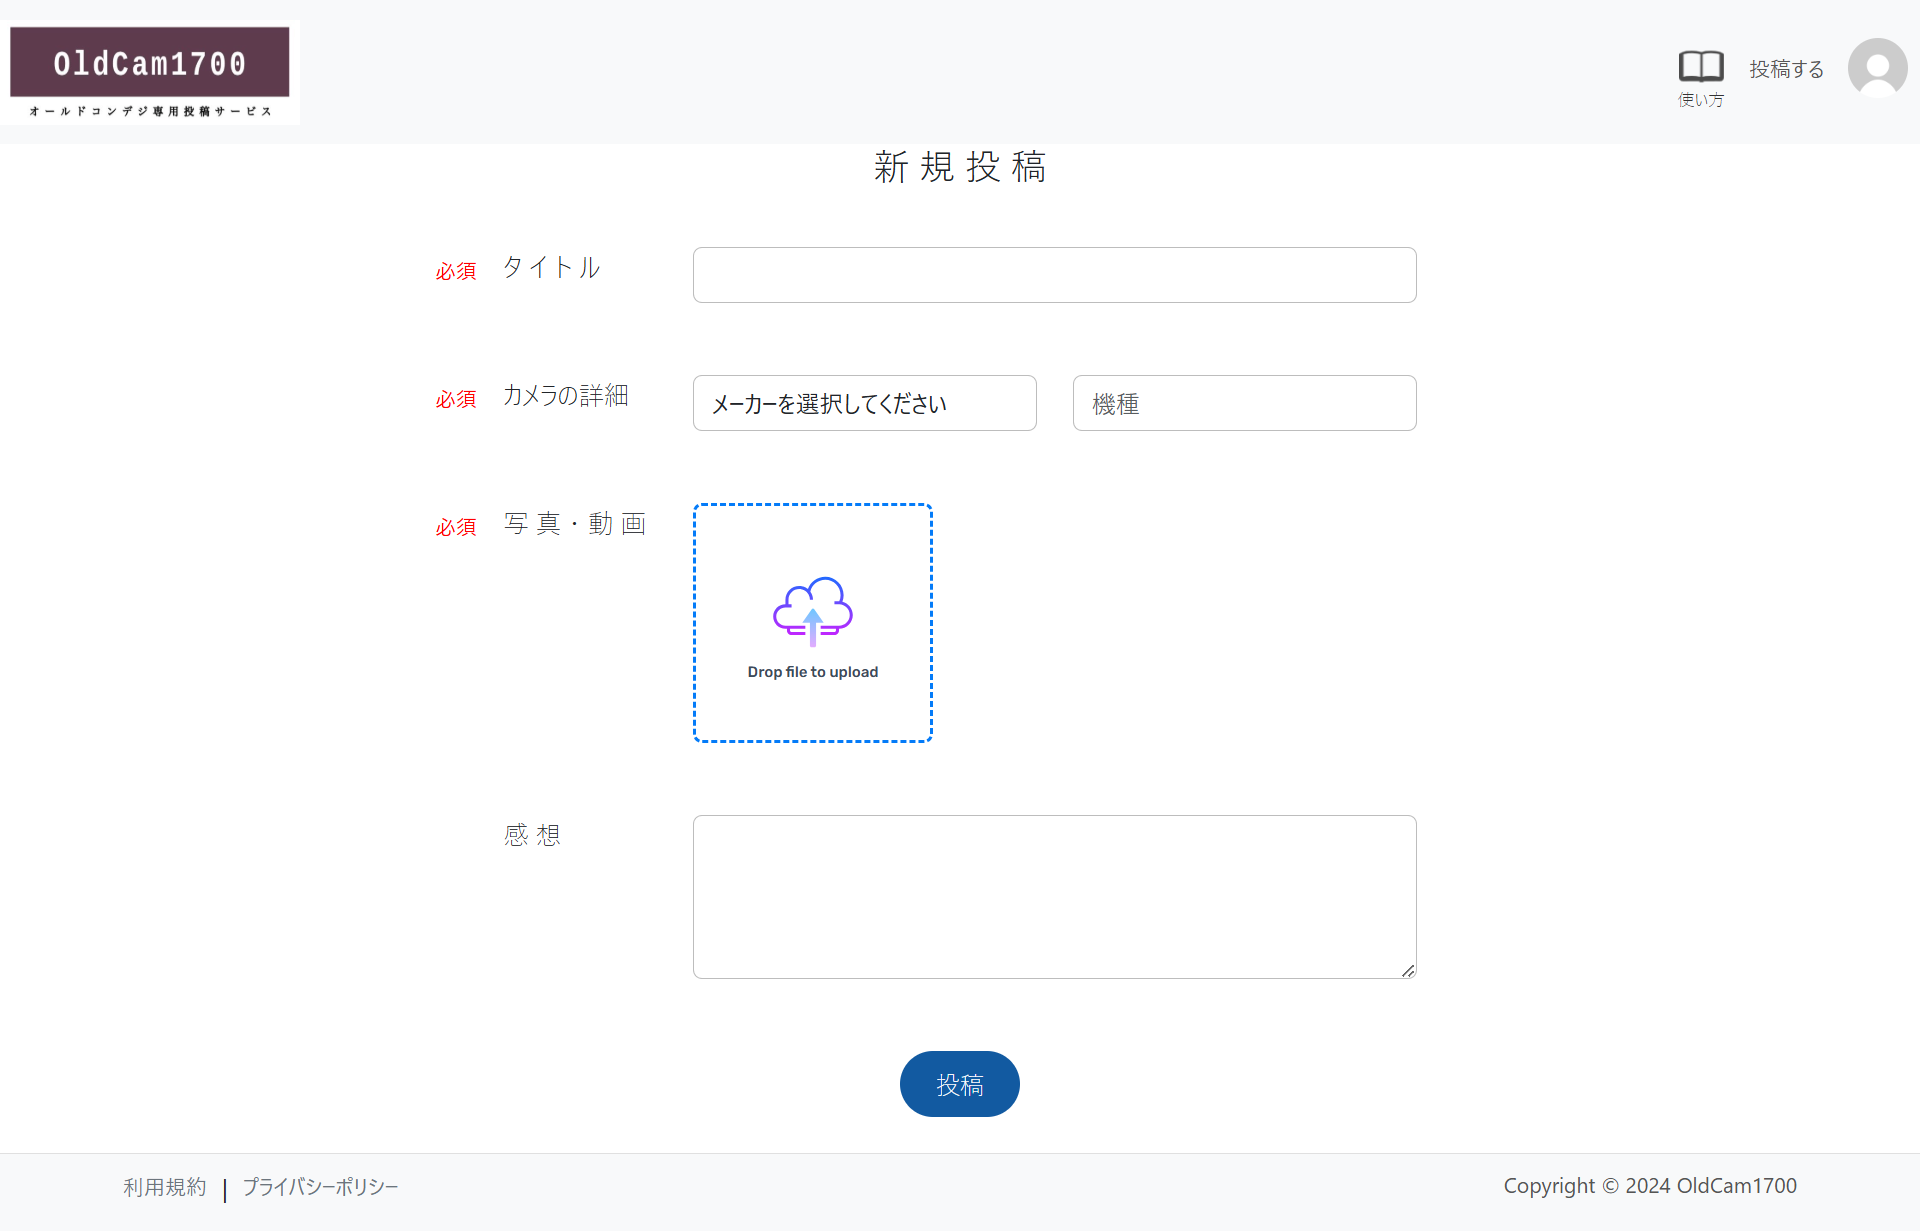 OldCam1700
オールドコンデジ専用投稿サービス
使い方
投稿する
新規投稿
必須 タイトル
必須 カメラの詳細 メーカーを選択してください 機種
必須 写真・動画
Drop file to upload
感想
投稿
利用規約 | プライバシーポリシー
Copyright © 2024 OldCam1700